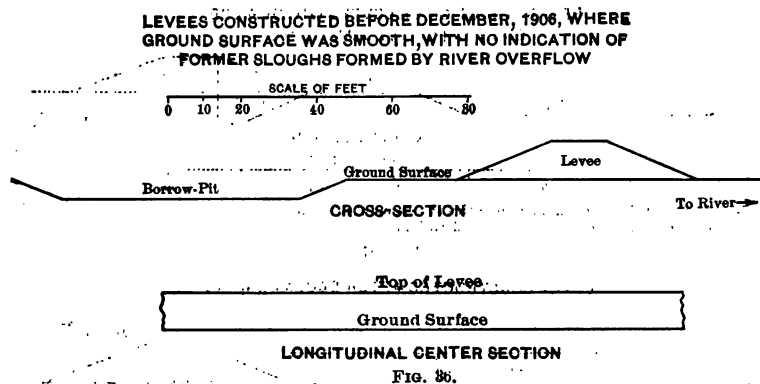 LEVEES CONSTRUCTED BEFORE DECEMBER, 1906, WHERE
GROUND SURFACE WAS SMOOTH, WITH NO INDICATION OF
FORMER SLOUGHS FORMED BY RIVER OVERFLOW
SCALE OF FEET
0 10 20 40 60 80
Ground Surface
Levee
Borrow-Pit
To River
CROSS-SECTION
Top of Levee
Ground Surface
LONGITUDINAL CENTER SECTION
FIG. 36.